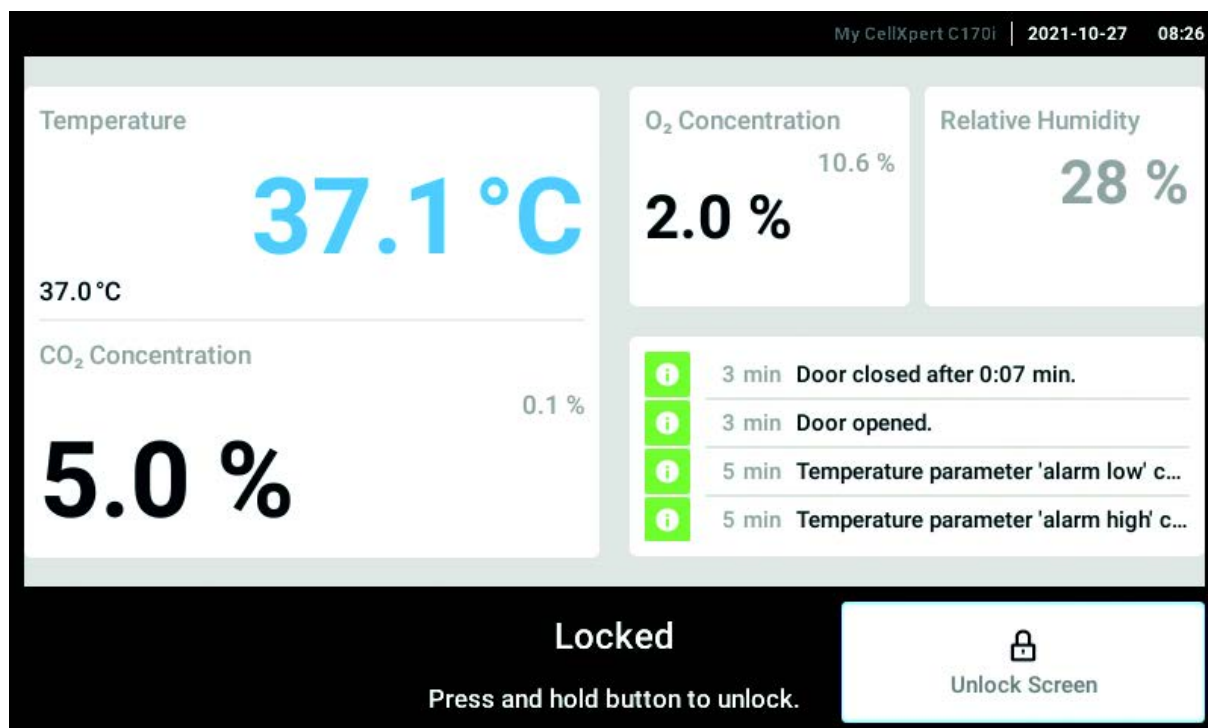 My CellXpert C170i | 2021-10-27 08:26
Temperature
37.1 °C
37.0 °C
CO₂ Concentration
0.1 %
5.0 %
O₂ Concentration
10.6 %
2.0 %
Relative Humidity
28 %
3 min Door closed after 0:07 min.
3 min Door opened.
5 min Temperature parameter 'alarm low' c...
5 min Temperature parameter 'alarm high' c...
Locked
Press and hold button to unlock.
Unlock Screen